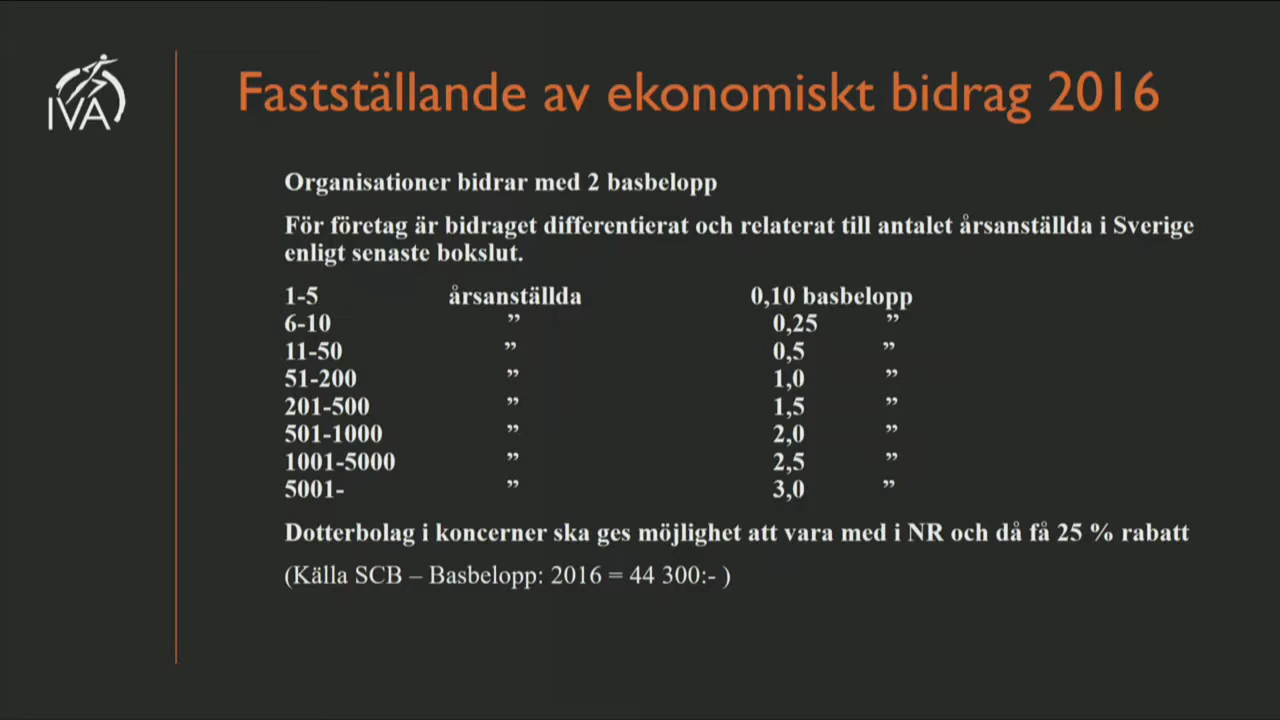 IVA
Fastställande av ekonomiskt bidrag 2016
Organisationer bidrar med 2 basbelopp
För företag är bidraget differentierat och relaterat till antalet årsanställda i Sverige
enligt senaste bokslut.
1-5 årsanställda 0,10 basbelopp
6-10 ” 0,25 ”
11-50 ” 0,5 ”
51-200 ” 1,0 ”
201-500 ” 1,5 ”
501-1000 ” 2,0 ”
1001-5000 ” 2,5 ”
5001- ” 3,0 ”
Dotterbolag i koncerner ska ges möjlighet att vara med i NR och då få 25 % rabatt
(Källa SCB – Basbelopp: 2016 = 44 300:- )